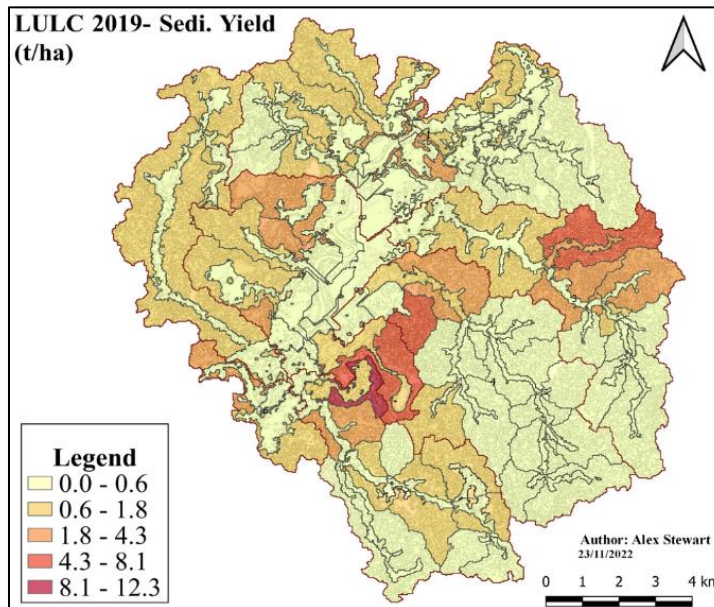 LULC 2019- Sedi. Yield
(t/ha)
Legend
0.0 - 0.6
0.6 - 1.8
1.8 - 4.3
4.3 - 8.1
8.1 - 12.3
Author: Alex Stewart
23/11/2022
0 1 2 3 4 km